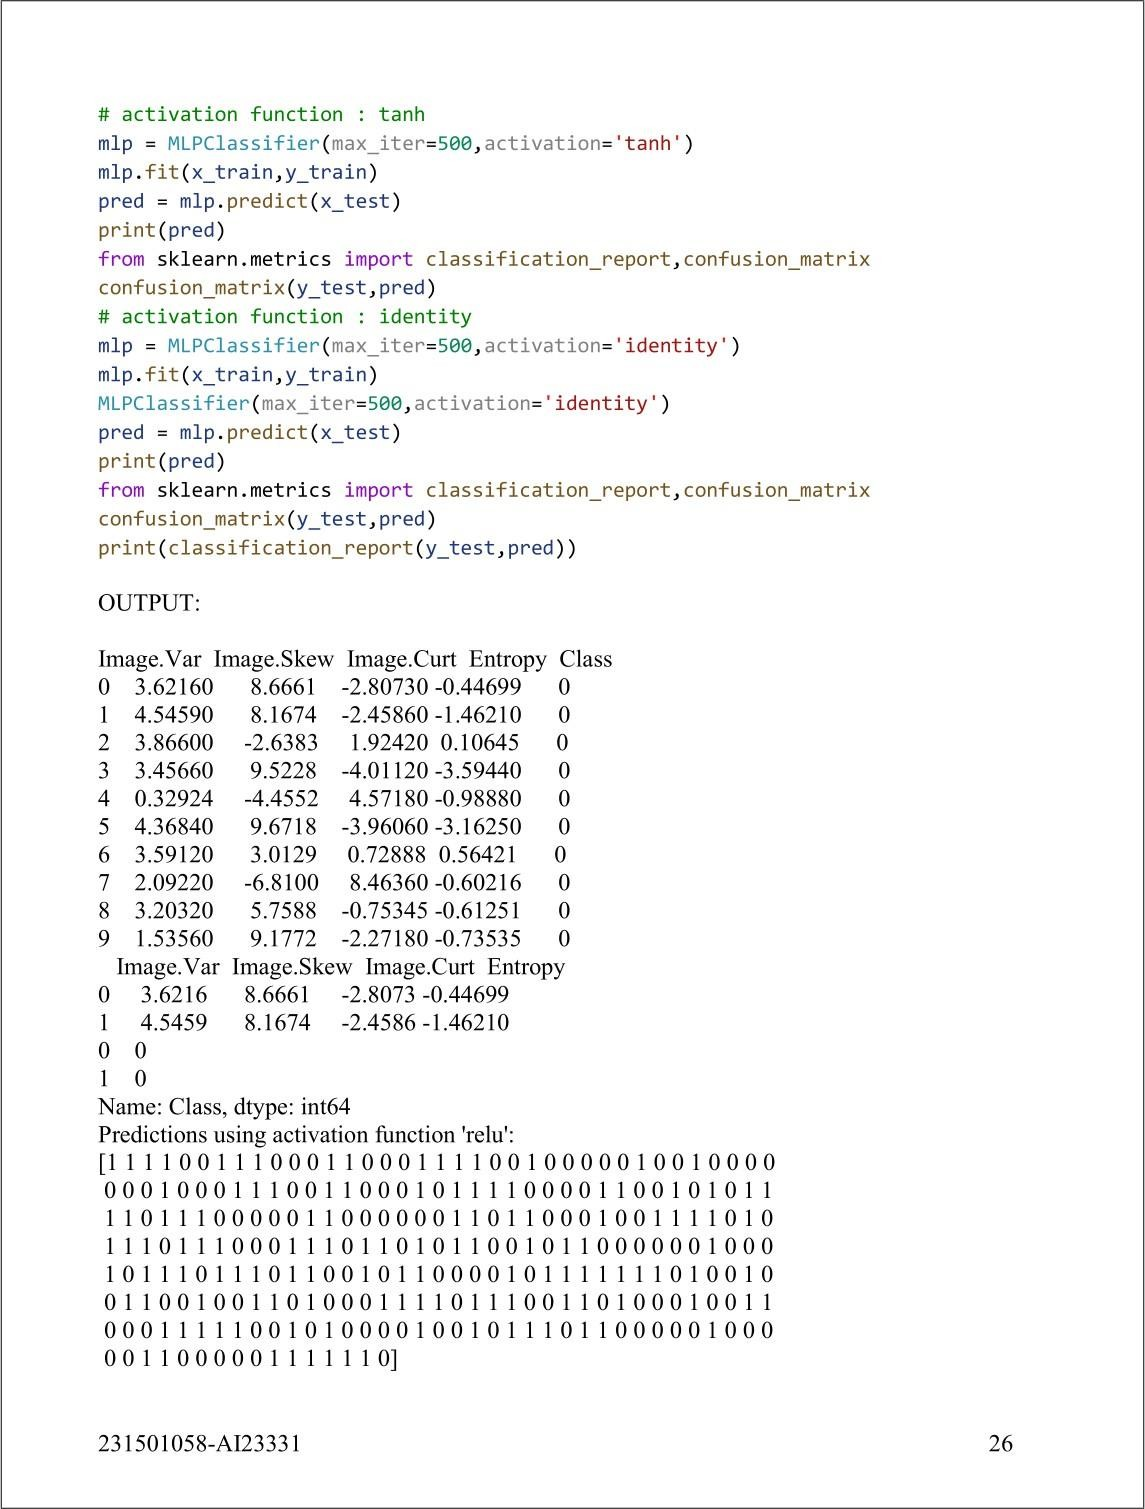 # activation function : tanh
mlp = MLPClassifier(max_iter=500,activation='tanh')
mlp.fit(x_train,y_train)
pred = mlp.predict(x_test)
print(pred)
from sklearn.metrics import classification_report,confusion_matrix
confusion_matrix(y_test,pred)
# activation function : identity
mlp = MLPClassifier(max_iter=500,activation='identity')
mlp.fit(x_train,y_train)
MLPClassifier(max_iter=500,activation='identity')
pred = mlp.predict(x_test)
print(pred)
from sklearn.metrics import classification_report,confusion_matrix
confusion_matrix(y_test,pred)
print(classification_report(y_test,pred))
OUTPUT:
Image.Var Image.Skew Image.Curt Entropy Class
0 3.62160 8.6661 -2.80730 -0.44699 0
1 4.54590 8.1674 -2.45860 -1.46210 0
2 3.86600 -2.6383 1.92420 0.10645 0
3 3.45660 9.5228 -4.01120 -3.59440 0
4 0.32924 -4.4552 4.57180 -0.98880 0
5 4.36840 9.6718 -3.96060 -3.16250 0
6 3.59120 3.0129 0.72888 0.56421 0
7 2.09220 -6.8100 8.46360 -0.60216 0
8 3.20320 5.7588 -0.75345 -0.61251 0
9 1.53560 9.1772 -2.27180 -0.73535 0
Image.Var Image.Skew Image.Curt Entropy
0 3.6216 8.6661 -2.8073 -0.44699
1 4.5459 8.1674 -2.4586 -1.46210
0 0
1 0
Name: Class, dtype: int64
Predictions using activation function 'relu':
[1 1 1 1 0 0 1 1 1 0 0 0 1 1 0 0 0 1 1 1 1 0 0 1 0 0 0 0 0 1 0 0 1 0 0 0 0
0 0 0 1 0 0 0 1 1 1 0 0 1 1 0 0 0 1 0 1 1 1 1 0 0 0 0 1 1 0 0 1 0 1 0 1 1
1 1 0 1 1 1 0 0 0 0 0 1 1 0 0 0 0 0 0 1 1 0 1 1 0 0 0 1 0 0 1 1 1 1 0 1 0
1 1 1 0 1 1 1 0 0 0 1 1 1 0 1 1 0 1 0 1 1 0 0 1 0 1 1 0 0 0 0 0 0 1 0 0 0
1 0 1 1 1 0 1 1 1 0 1 1 0 0 1 0 1 1 0 0 0 0 1 0 1 1 1 1 1 1 1 0 1 0 0 1 0
0 1 1 0 0 1 0 0 1 1 0 1 0 0 0 1 1 1 1 0 1 1 1 0 0 1 1 0 1 0 0 0 1 0 0 1 1
0 0 0 1 1 1 1 1 0 0 1 0 1 0 0 0 0 1 0 0 1 0 1 1 1 0 1 1 0 0 0 0 0 1 0 0 0
0 0 1 1 0 0 0 0 0 1 1 1 1 1 1 0]
231501058-AI23331
26